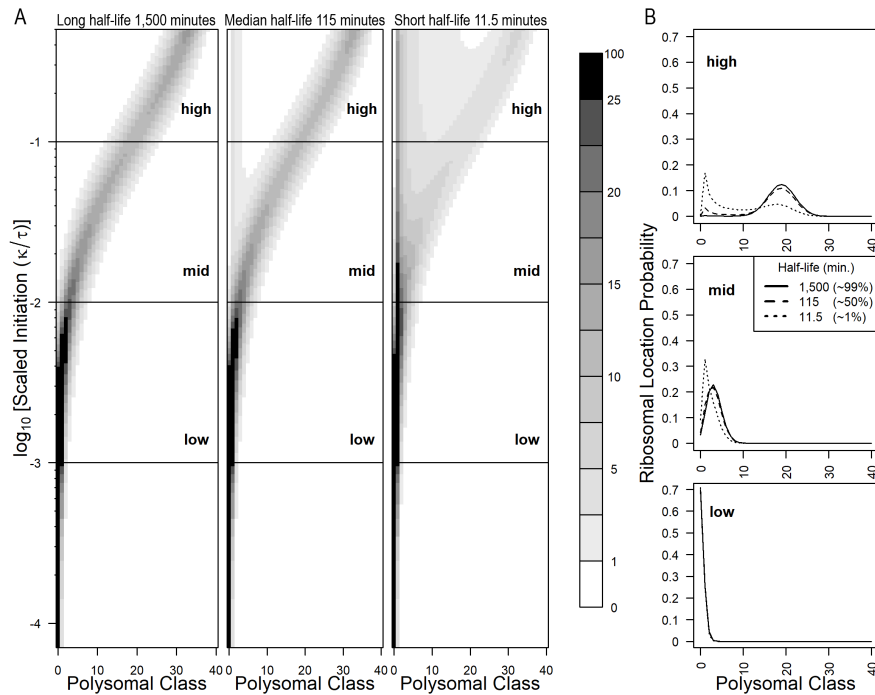 A
Long half-life 1,500 minutes
Median half-life 115 minutes
Short half-life 11.5 minutes
log10 [Scaled Initiation (κ/τ)]
-1
-2
-3
-4
high
mid
low
high
mid
low
high
mid
low
0 10 20 30 40
Polysomal Class
0 10 20 30 40
Polysomal Class
0 10 20 30 40
Polysomal Class
100
25
20
15
10
5
1
0
B
Ribosomal Location Probability
high
0.7
0.6
0.5
0.4
0.3
0.2
0.1
0
0 10 20 30 40
mid
0.7
0.6
0.5
0.4
0.3
0.2
0.1
0
Half-life (min.)
1,500 (~99%)
115 (~50%)
11.5 (~1%)
0 10 20 30 40
low
0.7
0.6
0.5
0.4
0.3
0.2
0.1
0
0 10 20 30 40
Polysomal Class